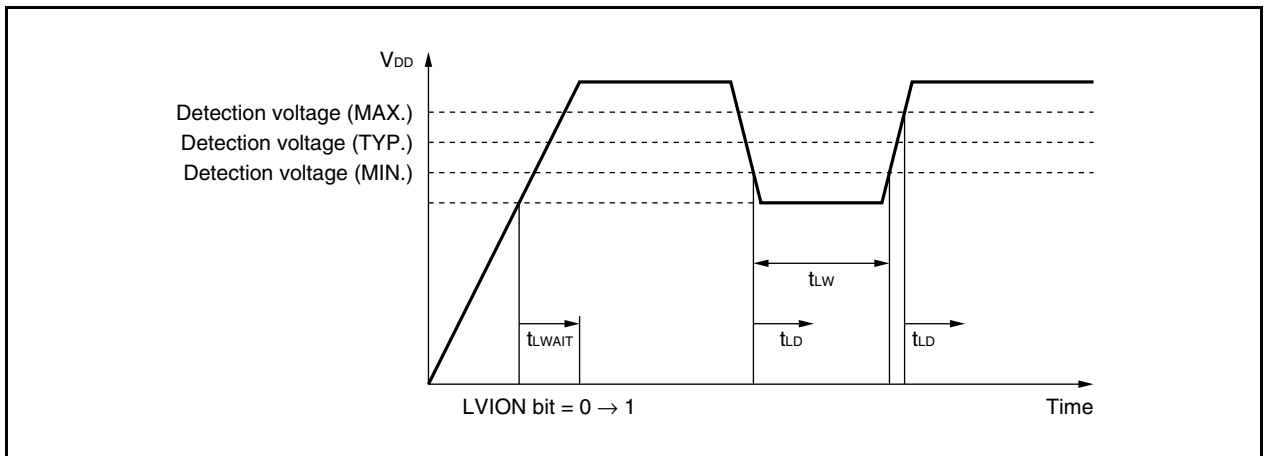 VDD
Detection voltage (MAX.)
Detection voltage (TYP.)
Detection voltage (MIN.)
tLW
tLWAIT
tLD
tLD
LVION bit = 0 → 1
Time